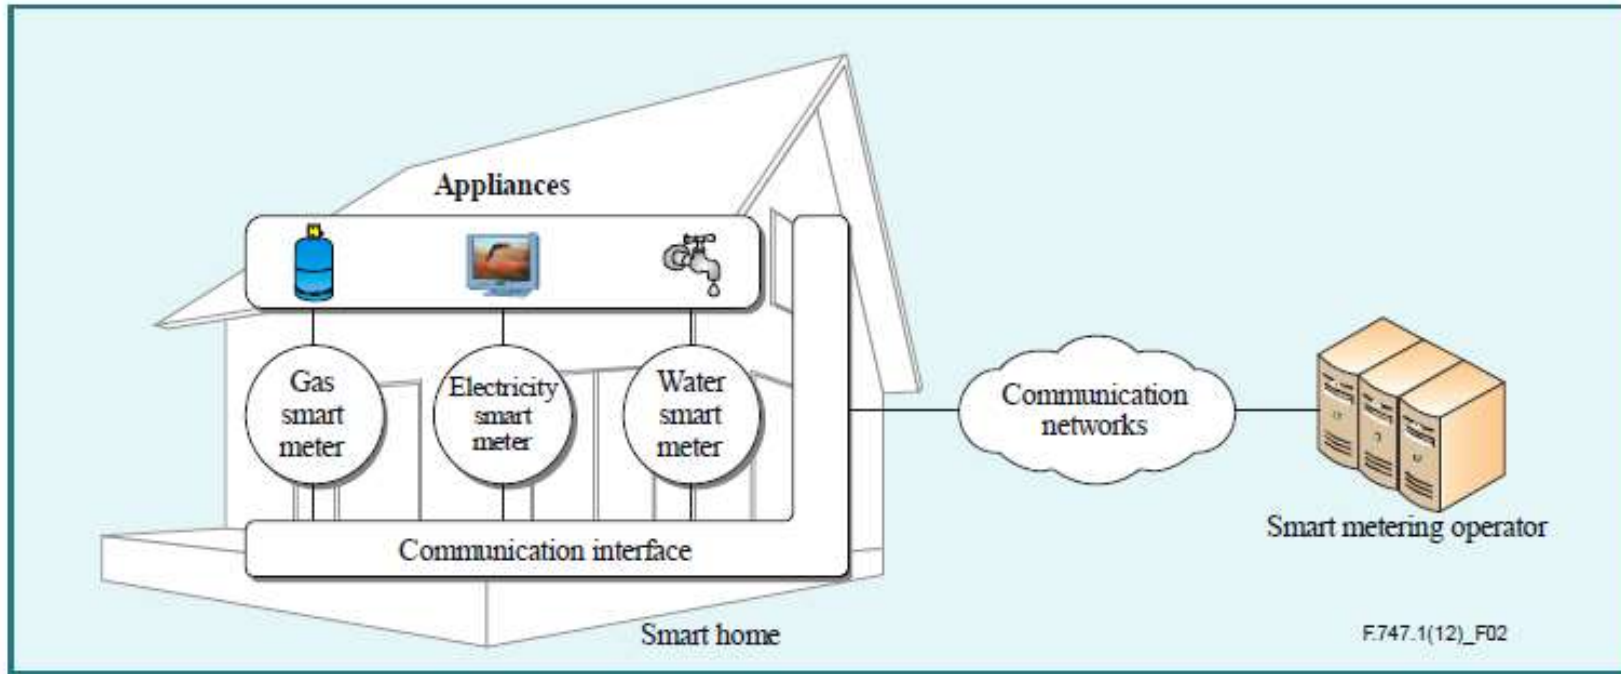 Appliances
Gas
smart
meter
Electricity
smart
meter
Water
smart
meter
Communication interface
Smart home
Communication
networks
Smart metering operator
F.747.1(12)_F02